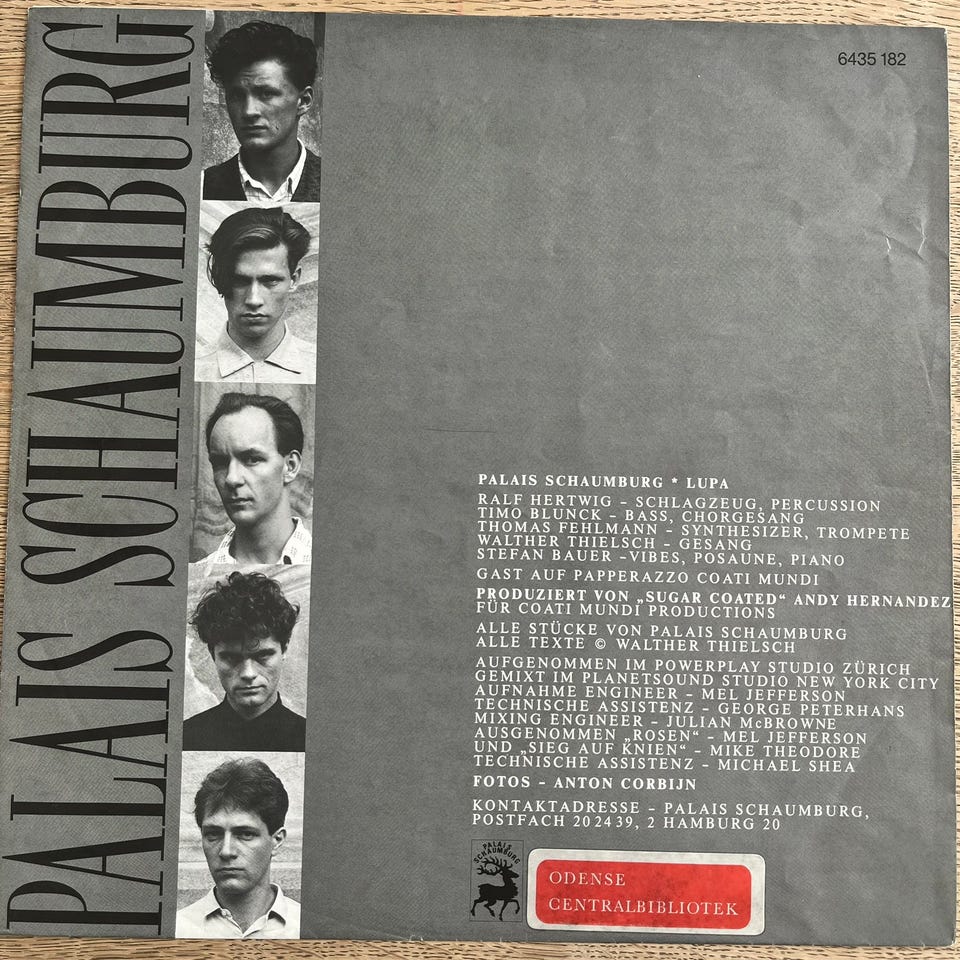 PALAIS SCHAUMBURG
6435 182
PALAIS SCHAUMBURG * LUPA
RALF HERTWIG – SCHLAGZEUG, PERCUSSION
TIMO BLUNCK – BASS, CHORGESANG
THOMAS FEHLMANN – SYNTHESIZER, TROMPETE
WALTHER THIELSCH – GESANG
STEFAN BAUER –VIBES, POSAUNE, PIANO
GAST AUF PAPPERAZZO COATI MUNDI
PRODUZIERT VON „SUGAR COATED“ ANDY HERNANDEZ
FÜR COATI MUNDI PRODUCTIONS
ALLE STÜCKE VON PALAIS SCHAUMBURG
ALLE TEXTE © WALTHER THIELSCH
AUFGENOMMEN IM POWERPLAY STUDIO ZÜRICH
GEMIXT IM PLANETSOUND STUDIO NEW YORK CITY
AUFNAHME ENGINEER – MEL JEFFERSON
TECHNISCHE ASSISTENZ – GEORGE PETERHANS
MIXING ENGINEER – JULIAN McBROWNE
AUSGENOMMEN „ROSEN“ – MEL JEFFERSON
UND „SIEG AUF KNIEN“ – MIKE THEODORE
TECHNISCHE ASSISTENZ – MICHAEL SHEA
FOTOS – ANTON CORBIJN
KONTAKTADRESSE – PALAIS SCHAUMBURG,
POSTFACH 202439, 2 HAMBURG 20
PALAIS
SCHAUMBURG
ODENSE
CENTRALBIBLIOTEK